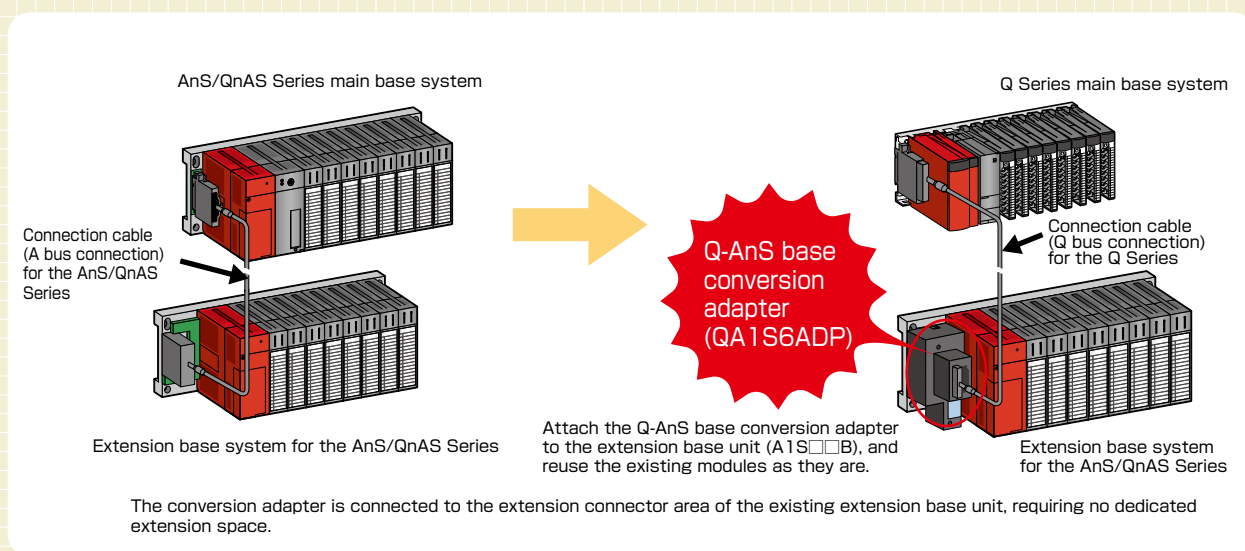 AnS/QnAS Series main base system
Q Series main base system
Connection cable
(A bus connection)
for the AnS/QnAS
Series
Q-AnS base
conversion
adapter
(QA1S6ADP)
Connection cable
(Q bus connection)
for the Q Series
Extension base system for the AnS/QnAS Series
Attach the Q-AnS base conversion adapter
to the extension base unit (A1S□□B), and
reuse the existing modules as they are.
Extension base system
for the AnS/QnAS Series
The conversion adapter is connected to the extension connector area of the existing extension base unit, requiring no dedicated
extension space.